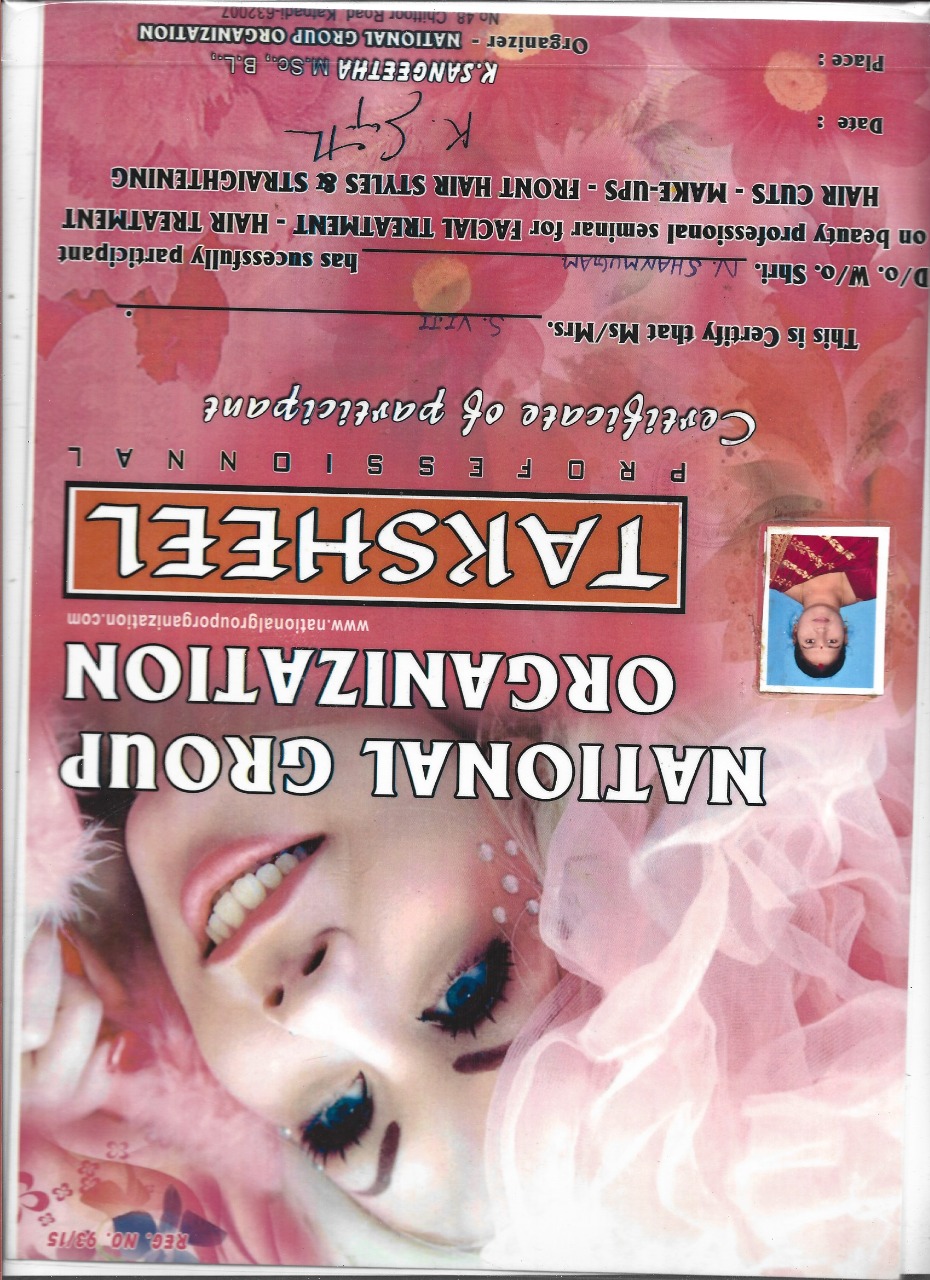 REG. NO. 93/15
NATIONAL GROUP
ORGANIZATION
www.nationalgrouporganization.com
TAKSHEEL
PROFESSIONNAL
Certificate of participant
This is Certify that Ms/Mrs. S. VIJI .
D/o. W/o. Shri. N. SHANMUGAM has sucessfully participant
on beauty professional seminar for FACIAL TREATMENT - HAIR TREATMENT
HAIR CUTS - MAKE-UPS - FRONT HAIR STYLES & STRAIGHTENING
Date :
K. Sangeetha
Place :
K.SANGEETHA M.Sc., B.L.,
Organizer - NATIONAL GROUP ORGANIZATION
No 48, Chittoor Road, Katpadi-632007